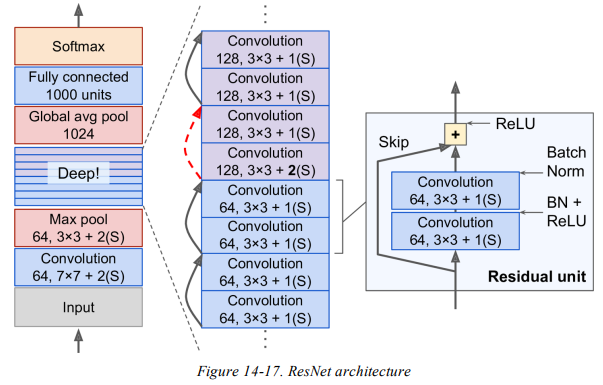 Softmax
Fully connected
1000 units
Global avg pool
1024
Deep!
Max pool
64, 3×3 + 2(S)
Convolution
64, 7×7 + 2(S)
Input
Convolution
128, 3×3 + 1(S)
Convolution
128, 3×3 + 1(S)
Convolution
128, 3×3 + 1(S)
Convolution
128, 3×3 + 2(S)
Convolution
64, 3×3 + 1(S)
Convolution
64, 3×3 + 1(S)
Convolution
64, 3×3 + 1(S)
Convolution
64, 3×3 + 1(S)
ReLU
+
Skip
Batch
Norm
Convolution
64, 3×3 + 1(S)
BN +
ReLU
Convolution
64, 3×3 + 1(S)
Residual unit
Figure 14-17. ResNet architecture